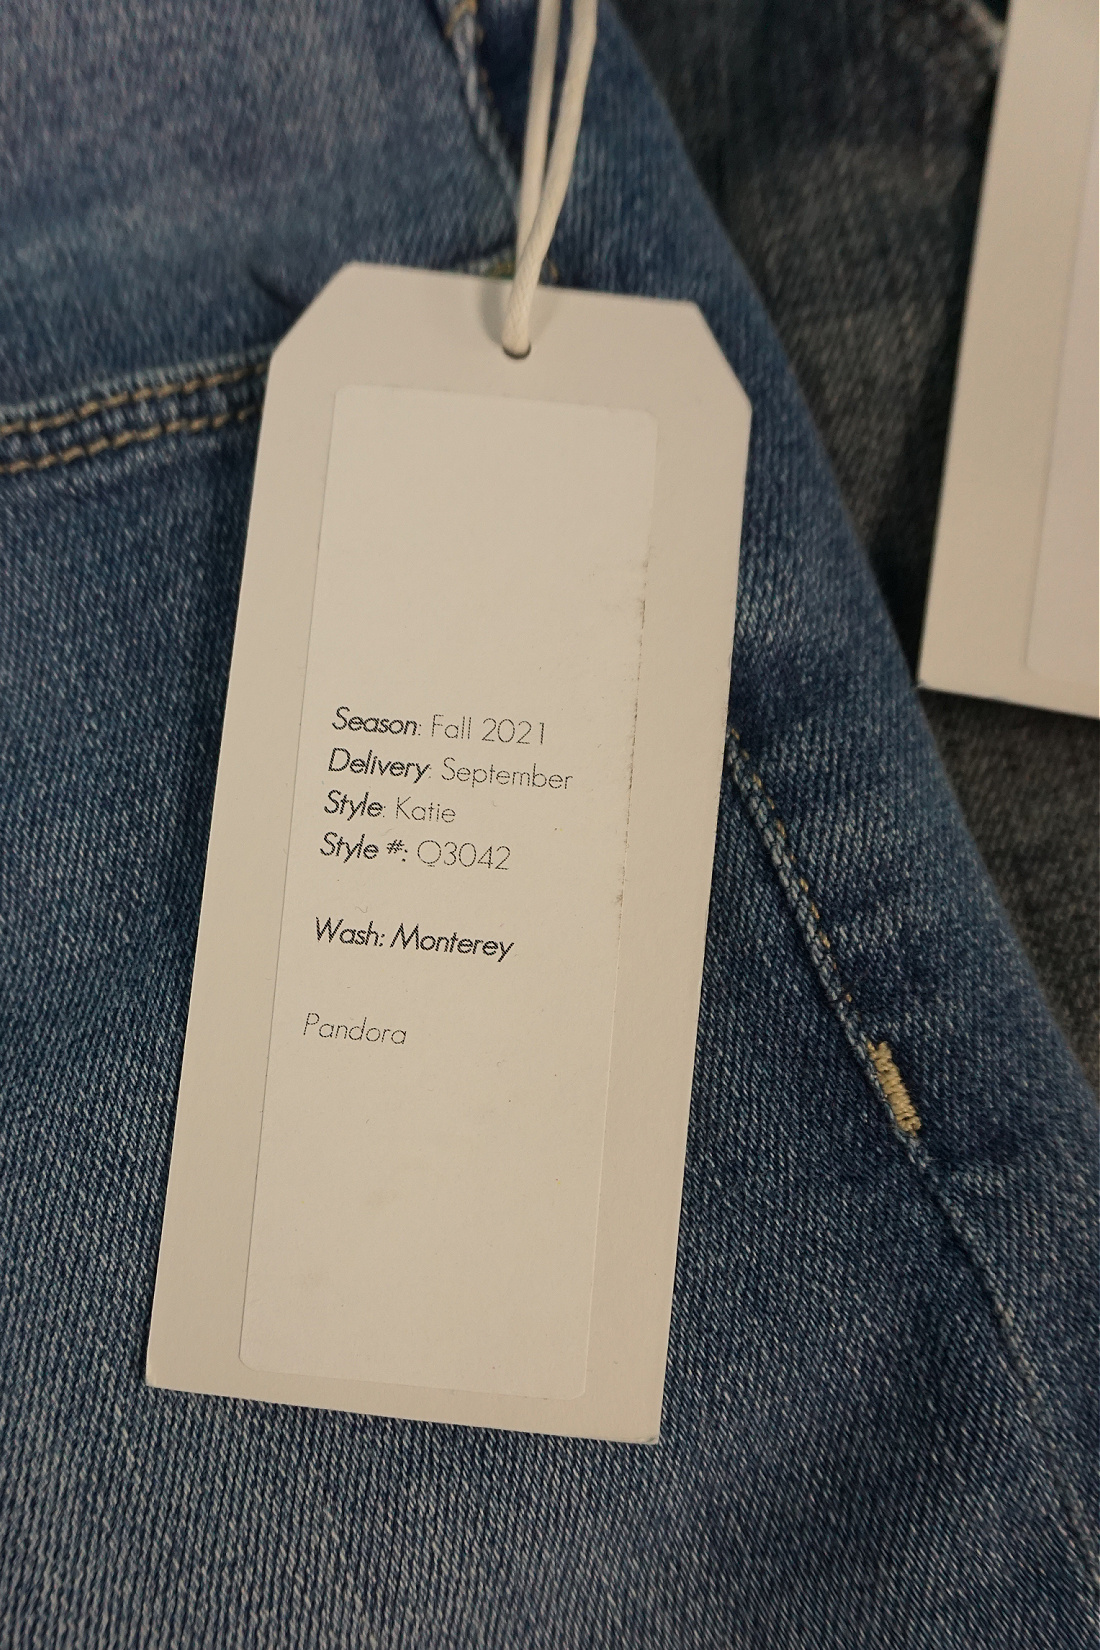 Season: Fall 2021
Delivery: September
Style: Katie
Style #: Q3042
Wash: Monterey
Pandora